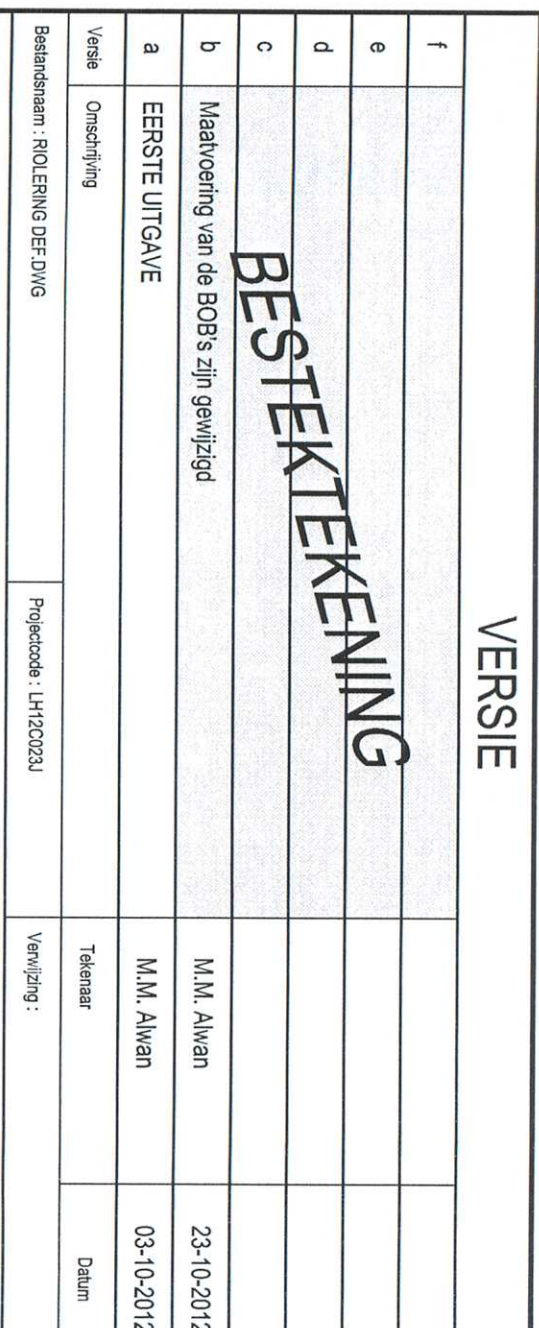 VERSIE
f
e
d
c
BESTEKTEKENING
b Maatvoering van de BOB's zijn gewijzigd M.M. Alwan 23-10-2012
a EERSTE UITGAVE M.M. Alwan 03-10-2012
Versie Omschrijving Tekenaar Datum
Bestandsnaam : RIOLERING DEF.DWG Projectcode : LH12C023J Verwijzing :